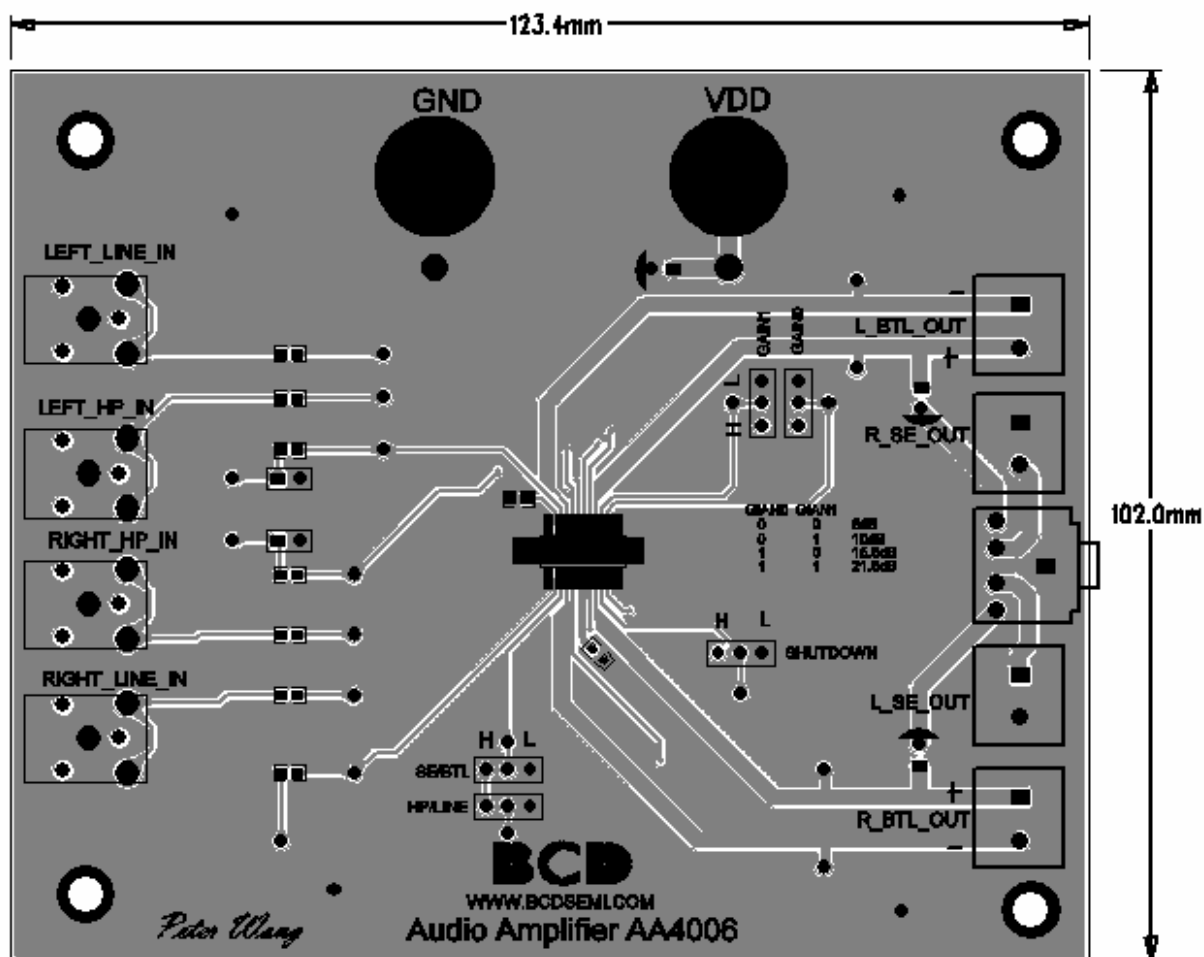 123.4mm
GND
VDD
LEFT_LINE_IN
L_BTL_OUT
-
+
GAIN1
GAIN0
L
H
LEFT_HP_IN
R_SE_OUT
102.0mm
GAIN0 GAIN1
0 0 6dB
0 1 10dB
1 0 15.6dB
1 1 21.6dB
RIGHT_HP_IN
H L
SHUTDOWN
RIGHT_LINE_IN
L_SE_OUT
H L
SE/BTL
HP/LINE
+
R_BTL_OUT
-
BCD
WWW.BCDSEMI.COM
Peter Wang
Audio Amplifier AA4006